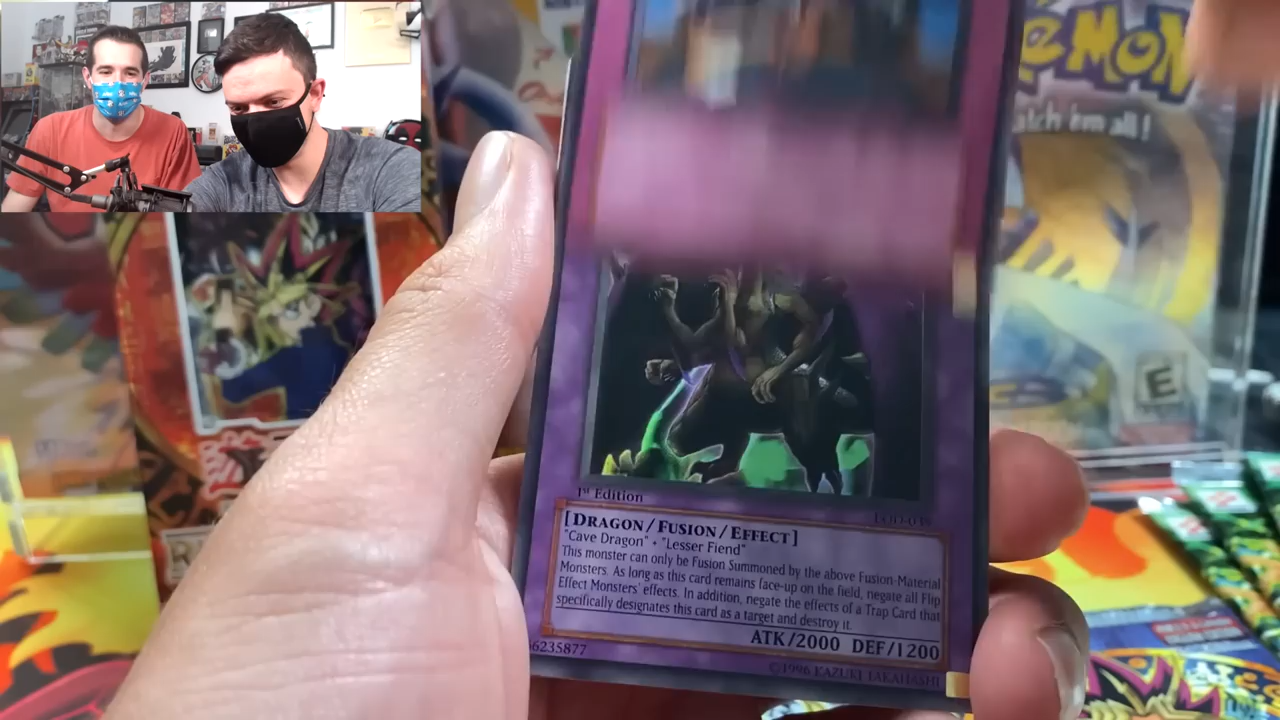 éMON
atch 'em all!
E
1st Edition
[DRAGON/FUSION/EFFECT]
"Cave Dragon" + "Lesser Fiend"
This monster can only be Fusion Summoned by the above Fusion-Material
Monsters. As long as this card remains face-up on the field, negate all Flip
Effect Monsters' effects. In addition, negate the effects of a Trap Card that
specifically designates this card as a target and destroy it.
ATK/2000 DEF/1200
6235877
©1996 KAZUKI TAKAHASHI